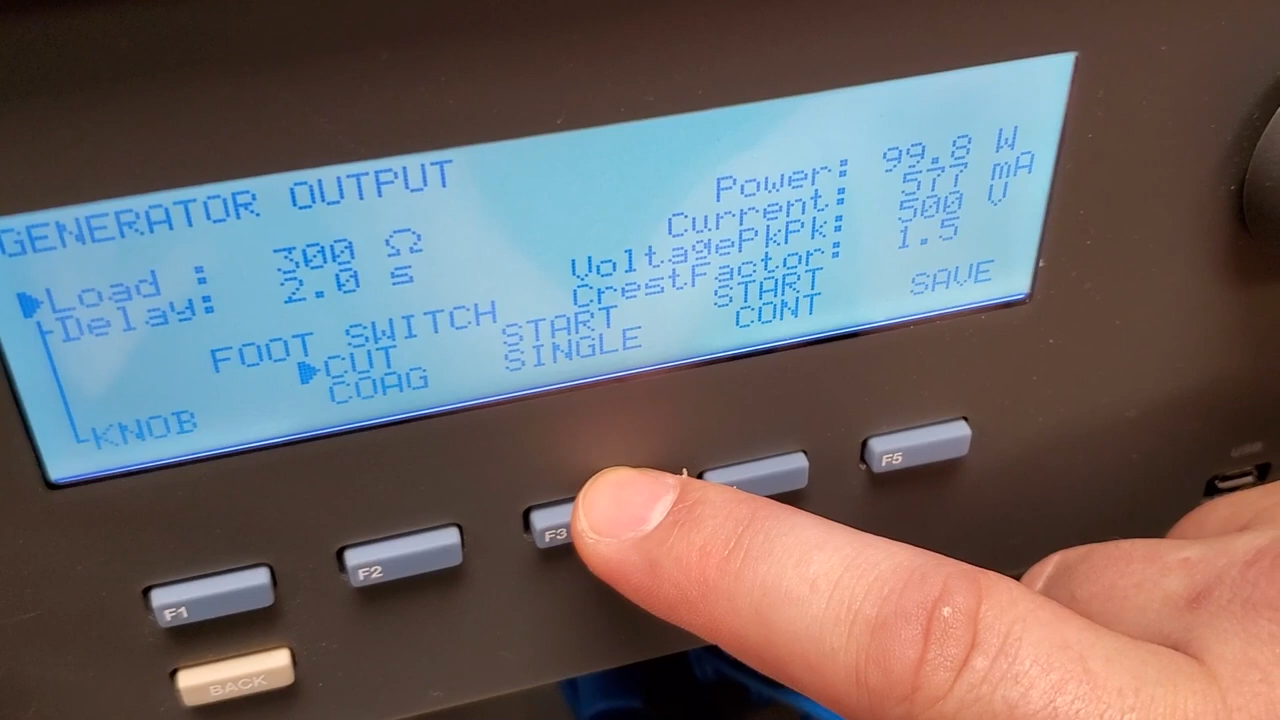 GENERATOR OUTPUT
Load : 300 Ω
Delay: 2.0 s
Power: 99.8 W
Current: 577 mA
VoltagePkPk: 500 V
CrestFactor: 1.5
FOOT SWITCH
CUT
COAG
START
SINGLE
START
CONT
SAVE
KNOB
F1
F2
F3
F5
BACK